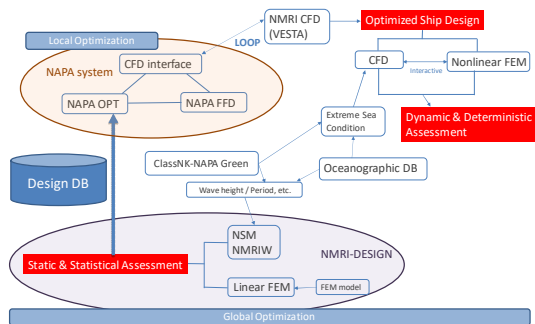 Local Optimization
NAPA system
CFD interface
NAPA OPT
NAPA FFD
LOOP
NMRI CFD
(VESTA)
Optimized Ship Design
CFD
Interactive
Nonlinear FEM
Dynamic & Deterministic
Assessment
Extreme Sea
Condition
ClassNK-NAPA Green
Oceanographic DB
Wave height / Period, etc.
Design DB
NSM
NMRIW
NMRI-DESIGN
Static & Statistical Assessment
Linear FEM
FEM model
Global Optimization